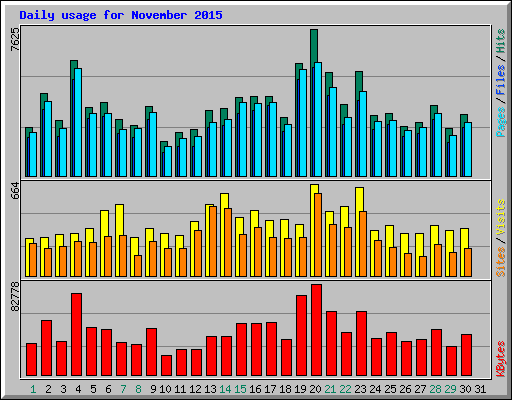 Daily usage for November 2015
7625
Pages / Files / Hits
664
Sites / Visits
82778
KBytes
1 2 3 4 5 6 7 8 9 10 11 12 13 14 15 16 17 18 19 20 21 22 23 24 25 26 27 28 29 30 31